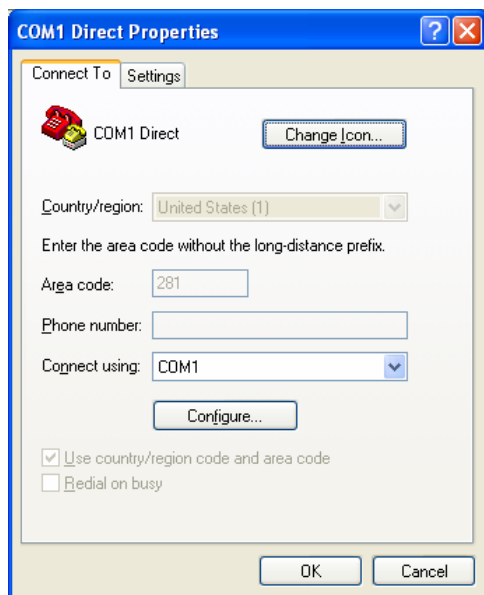 COM1 Direct Properties
Connect To Settings
COM1 Direct
Change Icon...
Country/region: United States (1)
Enter the area code without the long-distance prefix.
Area code: 281
Phone number:
Connect using: COM1
Configure...
Use country/region code and area code
Redial on busy
OK Cancel